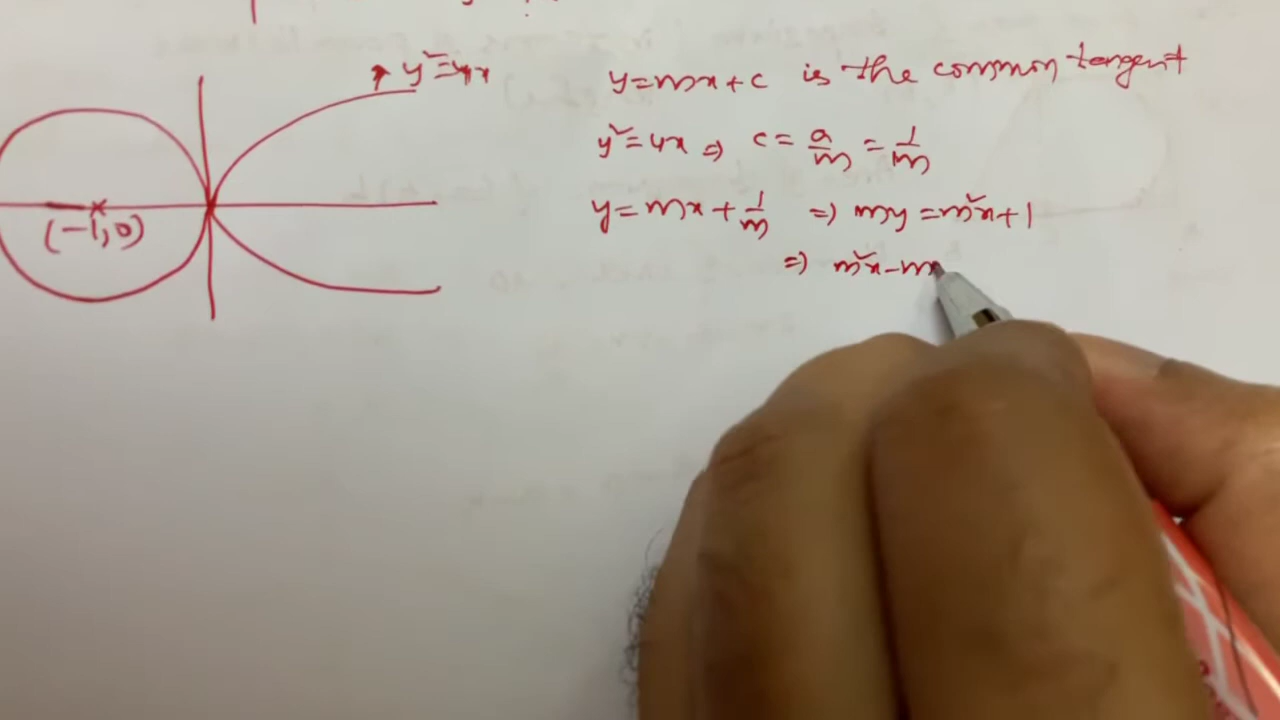 y²=4x
(-1,0)
y=mx+c is the common tangent
y²=4x ⇒ c = a/m = 1/m
y=mx+1/m ⇒ my=m²x+1
⇒ m²x-m